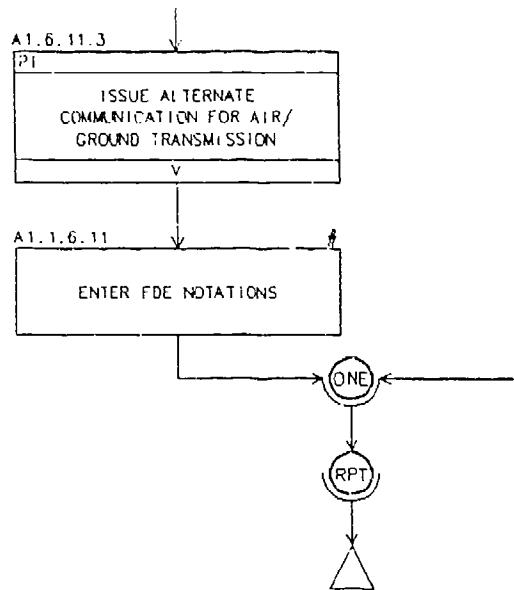 A1.6.11.3
PI
ISSUE ALTERNATE
COMMUNICATION FOR AIR/
GROUND TRANSMISSION
V
A1.1.6.11 #
ENTER FDE NOTATIONS
ONE
RPT